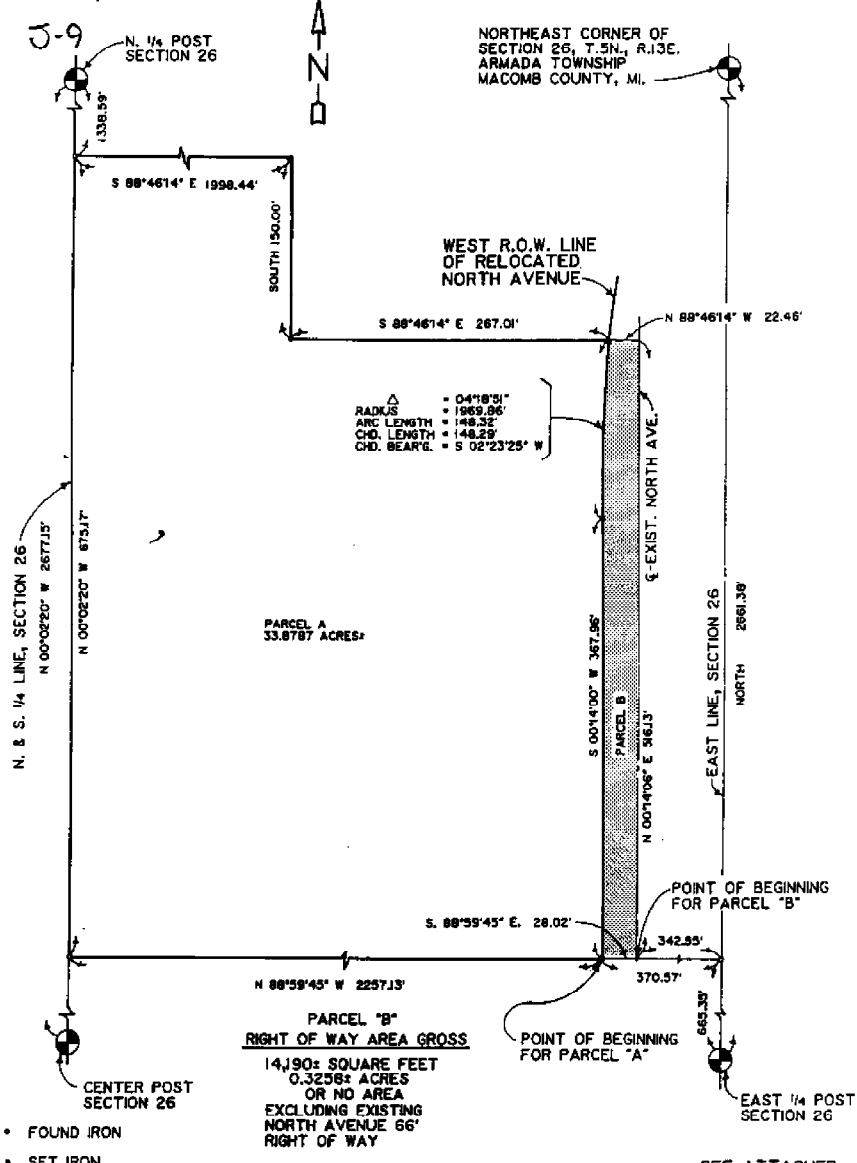 J-9
N. 1/4 POST
SECTION 26
N
NORTHEAST CORNER OF
SECTION 26, T.5N., R.13E.
ARMADA TOWNSHIP
MACOMB COUNTY, MI.
1338.59'
S 88°46'14" E 1998.44'
SOUTH 150.00'
WEST R.O.W. LINE
OF RELOCATED
NORTH AVENUE
S 88°46'14" E 267.01'
N 88°46'14" W 22.46'
△ = 04°18'51"
RADIUS = 1969.86'
ARC LENGTH = 148.32'
CHD. LENGTH = 148.29'
CHD. BEAR'G. = S 02°23'25" W
℄-EXIST. NORTH AVE.
N. & S. 1/4 LINE, SECTION 26
N 00°02'20" W 2677.15'
N 00°02'20" W 675.17'
PARCEL A
33.8787 ACRES±
S 00°14'00" W 367.96'
PARCEL B
N 00°14'06" E 516.13'
EAST LINE, SECTION 26
NORTH 2661.38'
POINT OF BEGINNING
FOR PARCEL "B"
S. 88°59'45" E. 28.02'
342.55'
370.57'
N 88°59'45" W 2257.13'
665.35'
PARCEL "B"
RIGHT OF WAY AREA GROSS
14,190± SQUARE FEET
0.3258± ACRES
OR NO AREA
EXCLUDING EXISTING
NORTH AVENUE 66'
RIGHT OF WAY
POINT OF BEGINNING
FOR PARCEL "A"
CENTER POST
SECTION 26
EAST 1/4 POST
SECTION 26
FOUND IRON
SET IRON
SEE ATTACHED